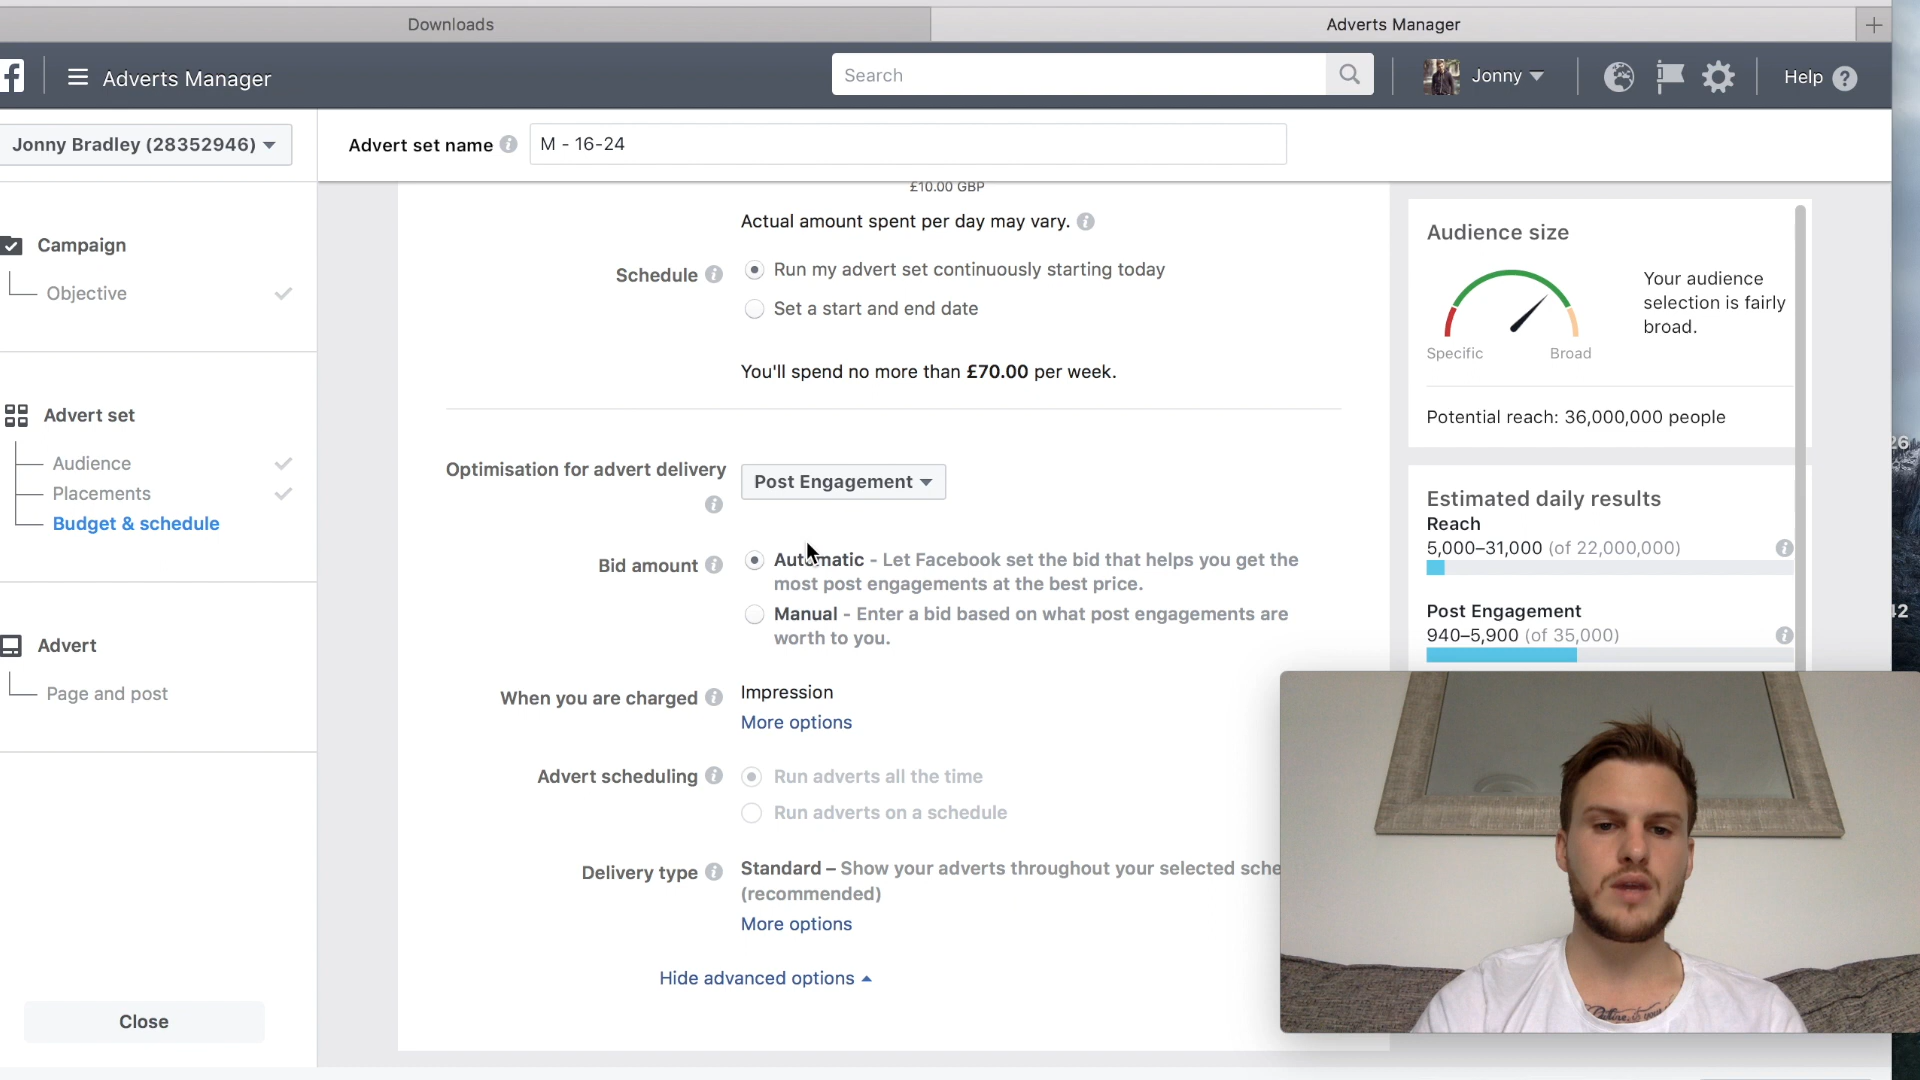 Downloads
Adverts Manager
f
Adverts Manager
Search
Jonny
Help ?
Jonny Bradley (28352946)
Advert set name
M - 16-24
£10.00 GBP
Actual amount spent per day may vary.
Campaign
Objective
Schedule
Run my advert set continuously starting today
Set a start and end date
You'll spend no more than £70.00 per week.
Audience size
Your audience
selection is fairly
broad.
Specific
Broad
Potential reach: 36,000,000 people
Advert set
Audience
Placements
Budget & schedule
Optimisation for advert delivery
Post Engagement
Bid amount
Automatic - Let Facebook set the bid that helps you get the
most post engagements at the best price.
Manual - Enter a bid based on what post engagements are
worth to you.
Estimated daily results
Reach
5,000–31,000 (of 22,000,000)
Post Engagement
940–5,900 (of 35,000)
Advert
Page and post
When you are charged
Impression
More options
Advert scheduling
Run adverts all the time
Run adverts on a schedule
Delivery type
Standard – Show your adverts throughout your selected sche
(recommended)
More options
Hide advanced options
Close